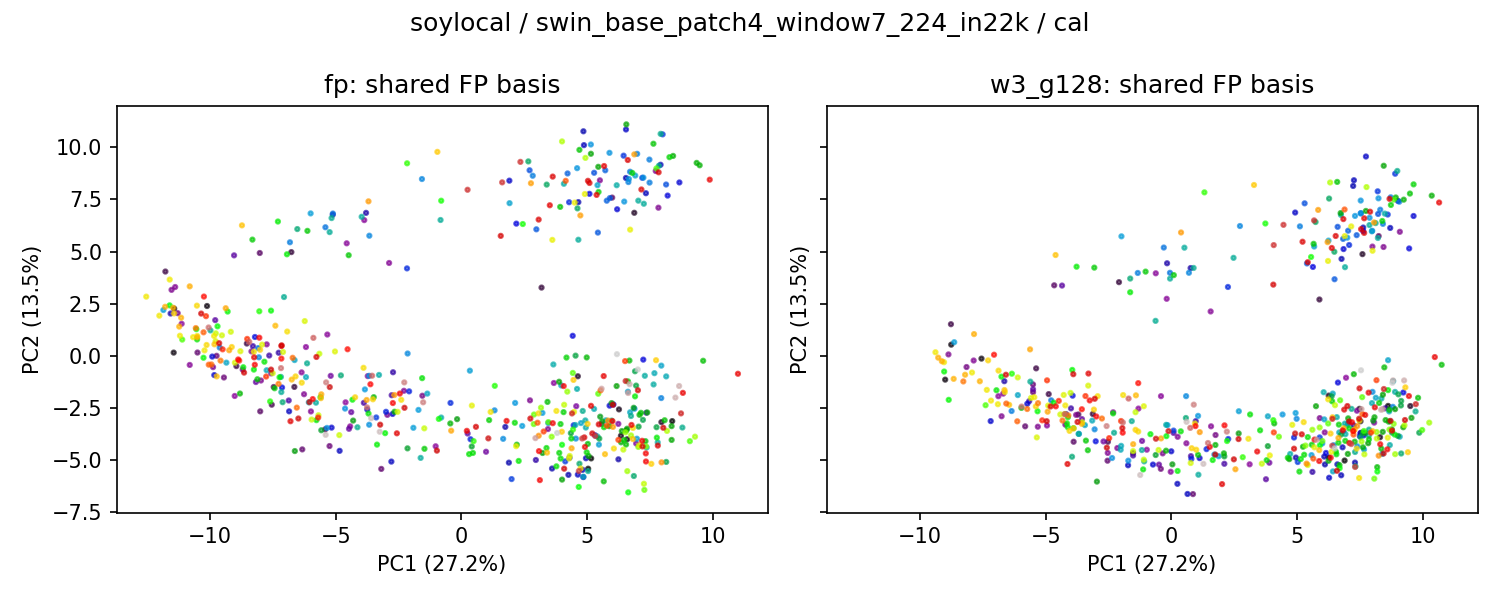 soylocal / swin_base_patch4_window7_224_in22k / cal
fp: shared FP basis
w3_g128: shared FP basis
PC2 (13.5%)
10.0
7.5
5.0
2.5
0.0
−2.5
−5.0
−7.5
−10
−5
0
5
10
PC1 (27.2%)
PC2 (13.5%)
−10
−5
0
5
10
PC1 (27.2%)